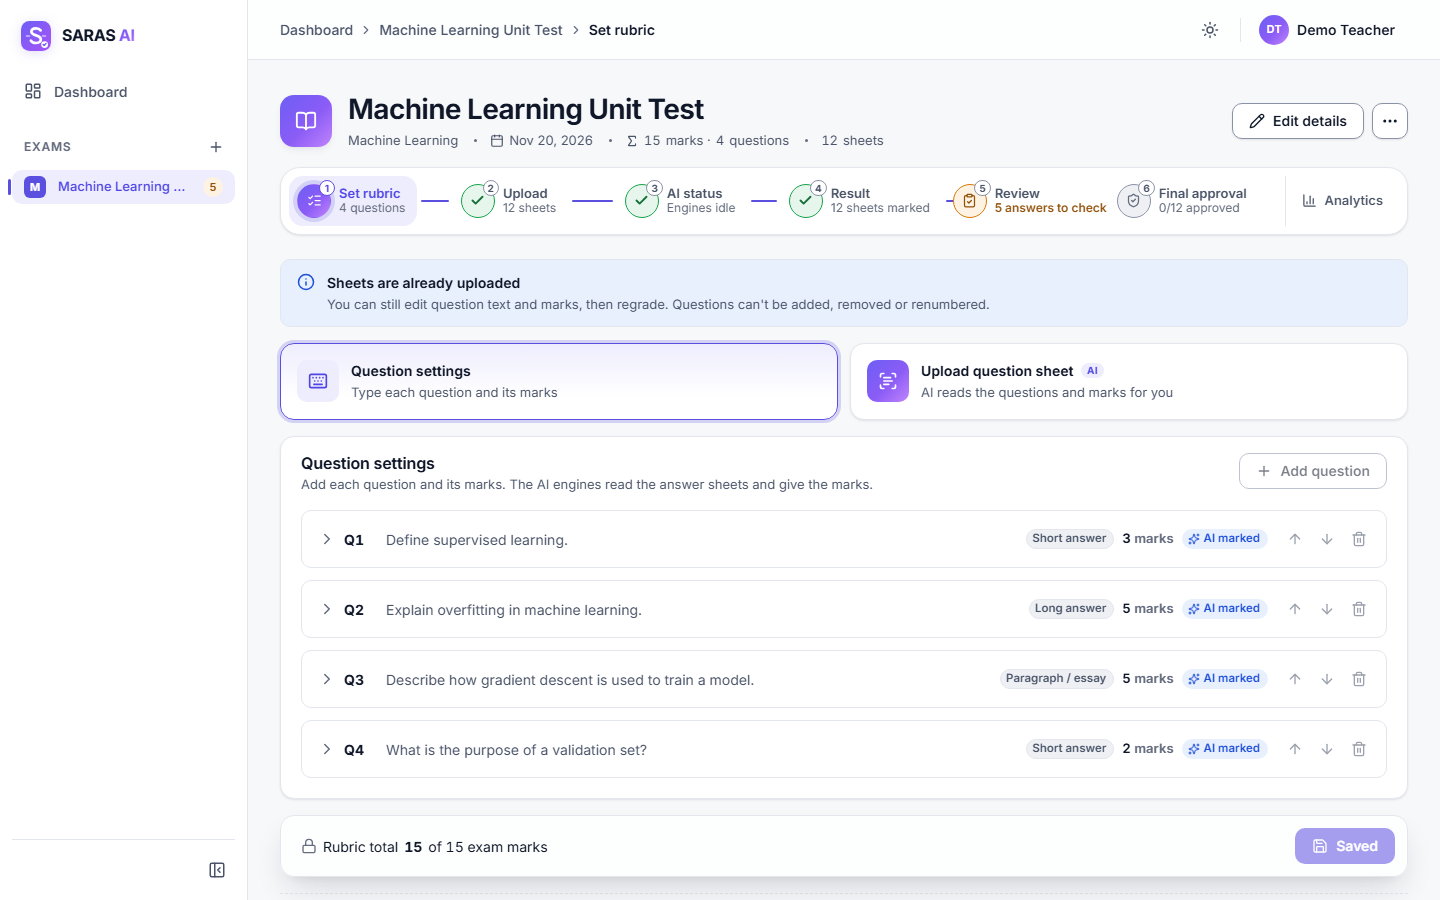 SARAS AI
Dashboard
EXAMS
M Machine Learning ... 5
Dashboard > Machine Learning Unit Test > Set rubric
DT Demo Teacher
Machine Learning Unit Test
Machine Learning • Nov 20, 2026 • 15 marks · 4 questions • 12 sheets
Edit details
1 Set rubric
4 questions
2 Upload
12 sheets
3 AI status
Engines idle
4 Result
12 sheets marked
5 Review
5 answers to check
6 Final approval
0/12 approved
Analytics
Sheets are already uploaded
You can still edit question text and marks, then regrade. Questions can't be added, removed or renumbered.
Question settings
Type each question and its marks
Upload question sheet AI
AI reads the questions and marks for you
Question settings
Add each question and its marks. The AI engines read the answer sheets and give the marks.
Add question
Q1 Define supervised learning. Short answer 3 marks AI marked
Q2 Explain overfitting in machine learning. Long answer 5 marks AI marked
Q3 Describe how gradient descent is used to train a model. Paragraph / essay 5 marks AI marked
Q4 What is the purpose of a validation set? Short answer 2 marks AI marked
Rubric total 15 of 15 exam marks
Saved